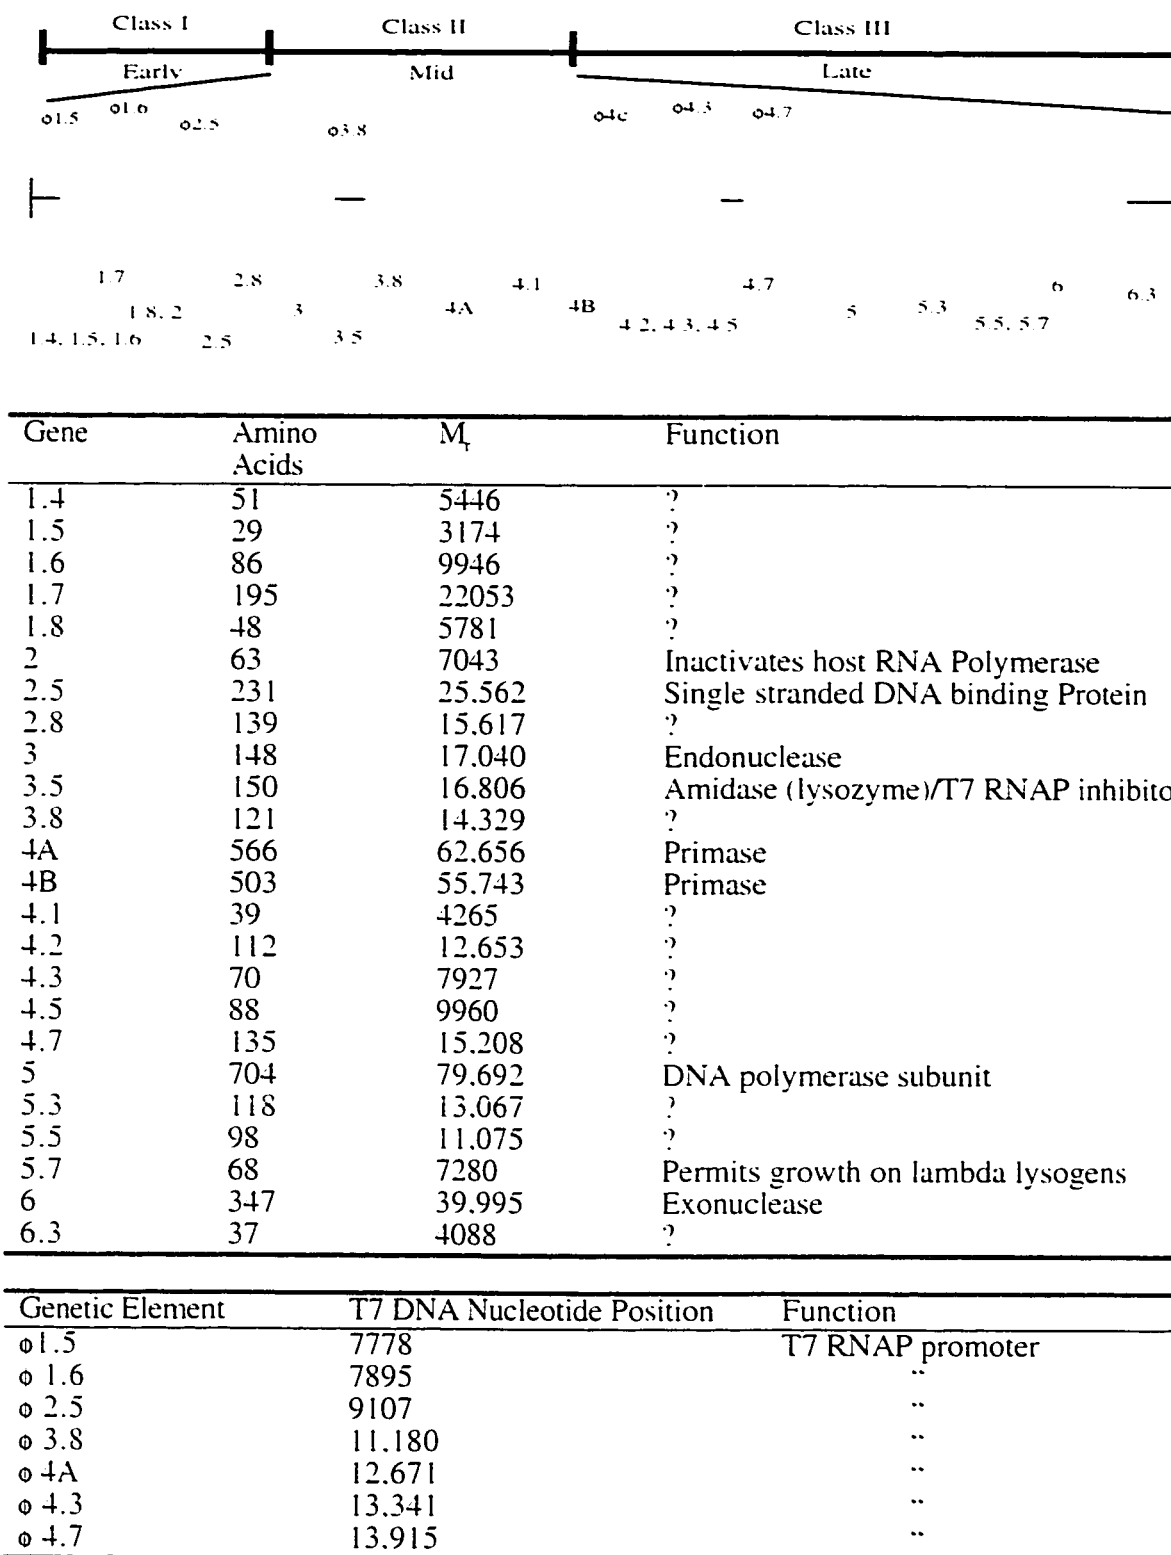 Class I Class II Class III
Early Mid Late
φ1.5 φ1.6 φ2.5 φ3.8 φ4c φ4.3 φ4.7
1.7 2.8 3.8 4.1 4.7 6 6.3
1.8, 2 3 4A 4B 5 5.3
1.4, 1.5, 1.6 2.5 3.5 4.2, 4.3, 4.5 5.5, 5.7
Gene Amino Acids Mr Function
1.4 51 5446 ?
1.5 29 3174 ?
1.6 86 9946 ?
1.7 195 22053 ?
1.8 48 5781 ?
2 63 7043 Inactivates host RNA Polymerase
2.5 231 25.562 Single stranded DNA binding Protein
2.8 139 15.617 ?
3 148 17.040 Endonuclease
3.5 150 16.806 Amidase (lysozyme)/T7 RNAP inhibito
3.8 121 14.329 ?
4A 566 62.656 Primase
4B 503 55.743 Primase
4.1 39 4265 ?
4.2 112 12.653 ?
4.3 70 7927 ?
4.5 88 9960 ?
4.7 135 15.208 ?
5 704 79.692 DNA polymerase subunit
5.3 118 13.067 ?
5.5 98 11.075 ?
5.7 68 7280 Permits growth on lambda lysogens
6 347 39.995 Exonuclease
6.3 37 4088 ?
Genetic Element T7 DNA Nucleotide Position Function
φ1.5 7778 T7 RNAP promoter
φ 1.6 7895 "
φ 2.5 9107 "
φ 3.8 11.180 "
φ 4A 12.671 "
φ 4.3 13.341 "
φ 4.7 13.915 "